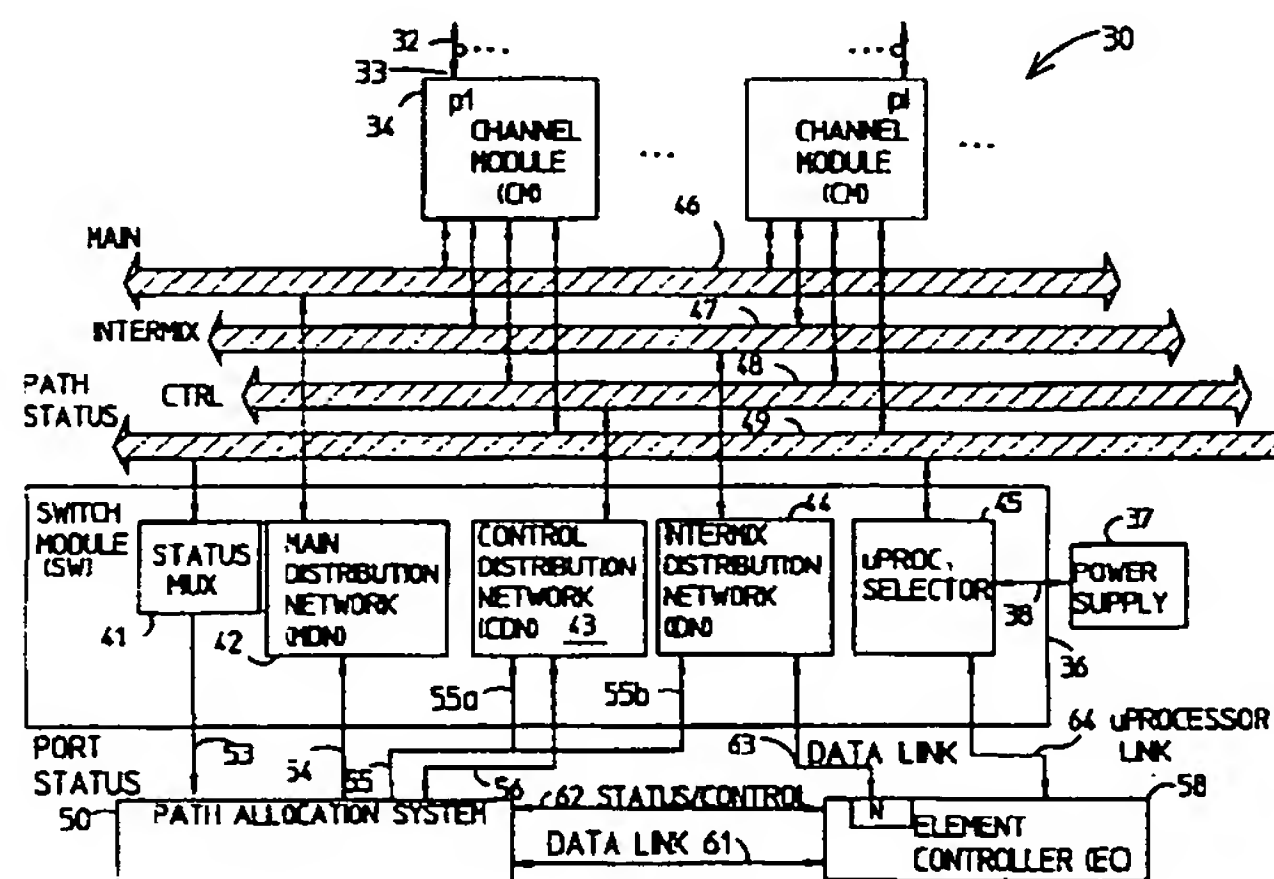 32
30
33
34
p1
CHANNEL
MODULE
(CM)
...
pi
CHANNEL
MODULE
(CM)
...
46
MAIN
47
INTERMIX
48
PATH
STATUS
CTRL
49
SWITCH
MODULE
(SW)
STATUS
MUX
41
MAIN
DISTRIBUTION
NETWORK
(MDN)
42
CONTROL
DISTRIBUTION
NETWORK
(CDN) 43
44
INTERMIX
DISTRIBUTION
NETWORK
(IDN)
45
uPROC.
SELECTOR
37
POWER
SUPPLY
38
36
55a
55b
PORT
STATUS
53
54
55
56
63
DATA LINK
64 uPROCESSOR
LINK
50
PATH ALLOCATION SYSTEM
62 STATUS/CONTROL
DATA LINK 61
N
58
ELEMENT
CONTROLLER (EC)